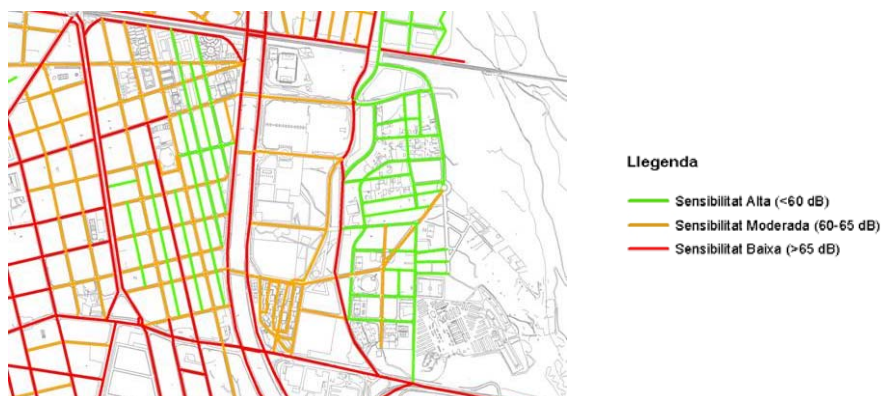 Llegenda
Sensibilitat Alta (<60 dB)
Sensibilitat Moderada (60-65 dB)
Sensibilitat Baixa (>65 dB)